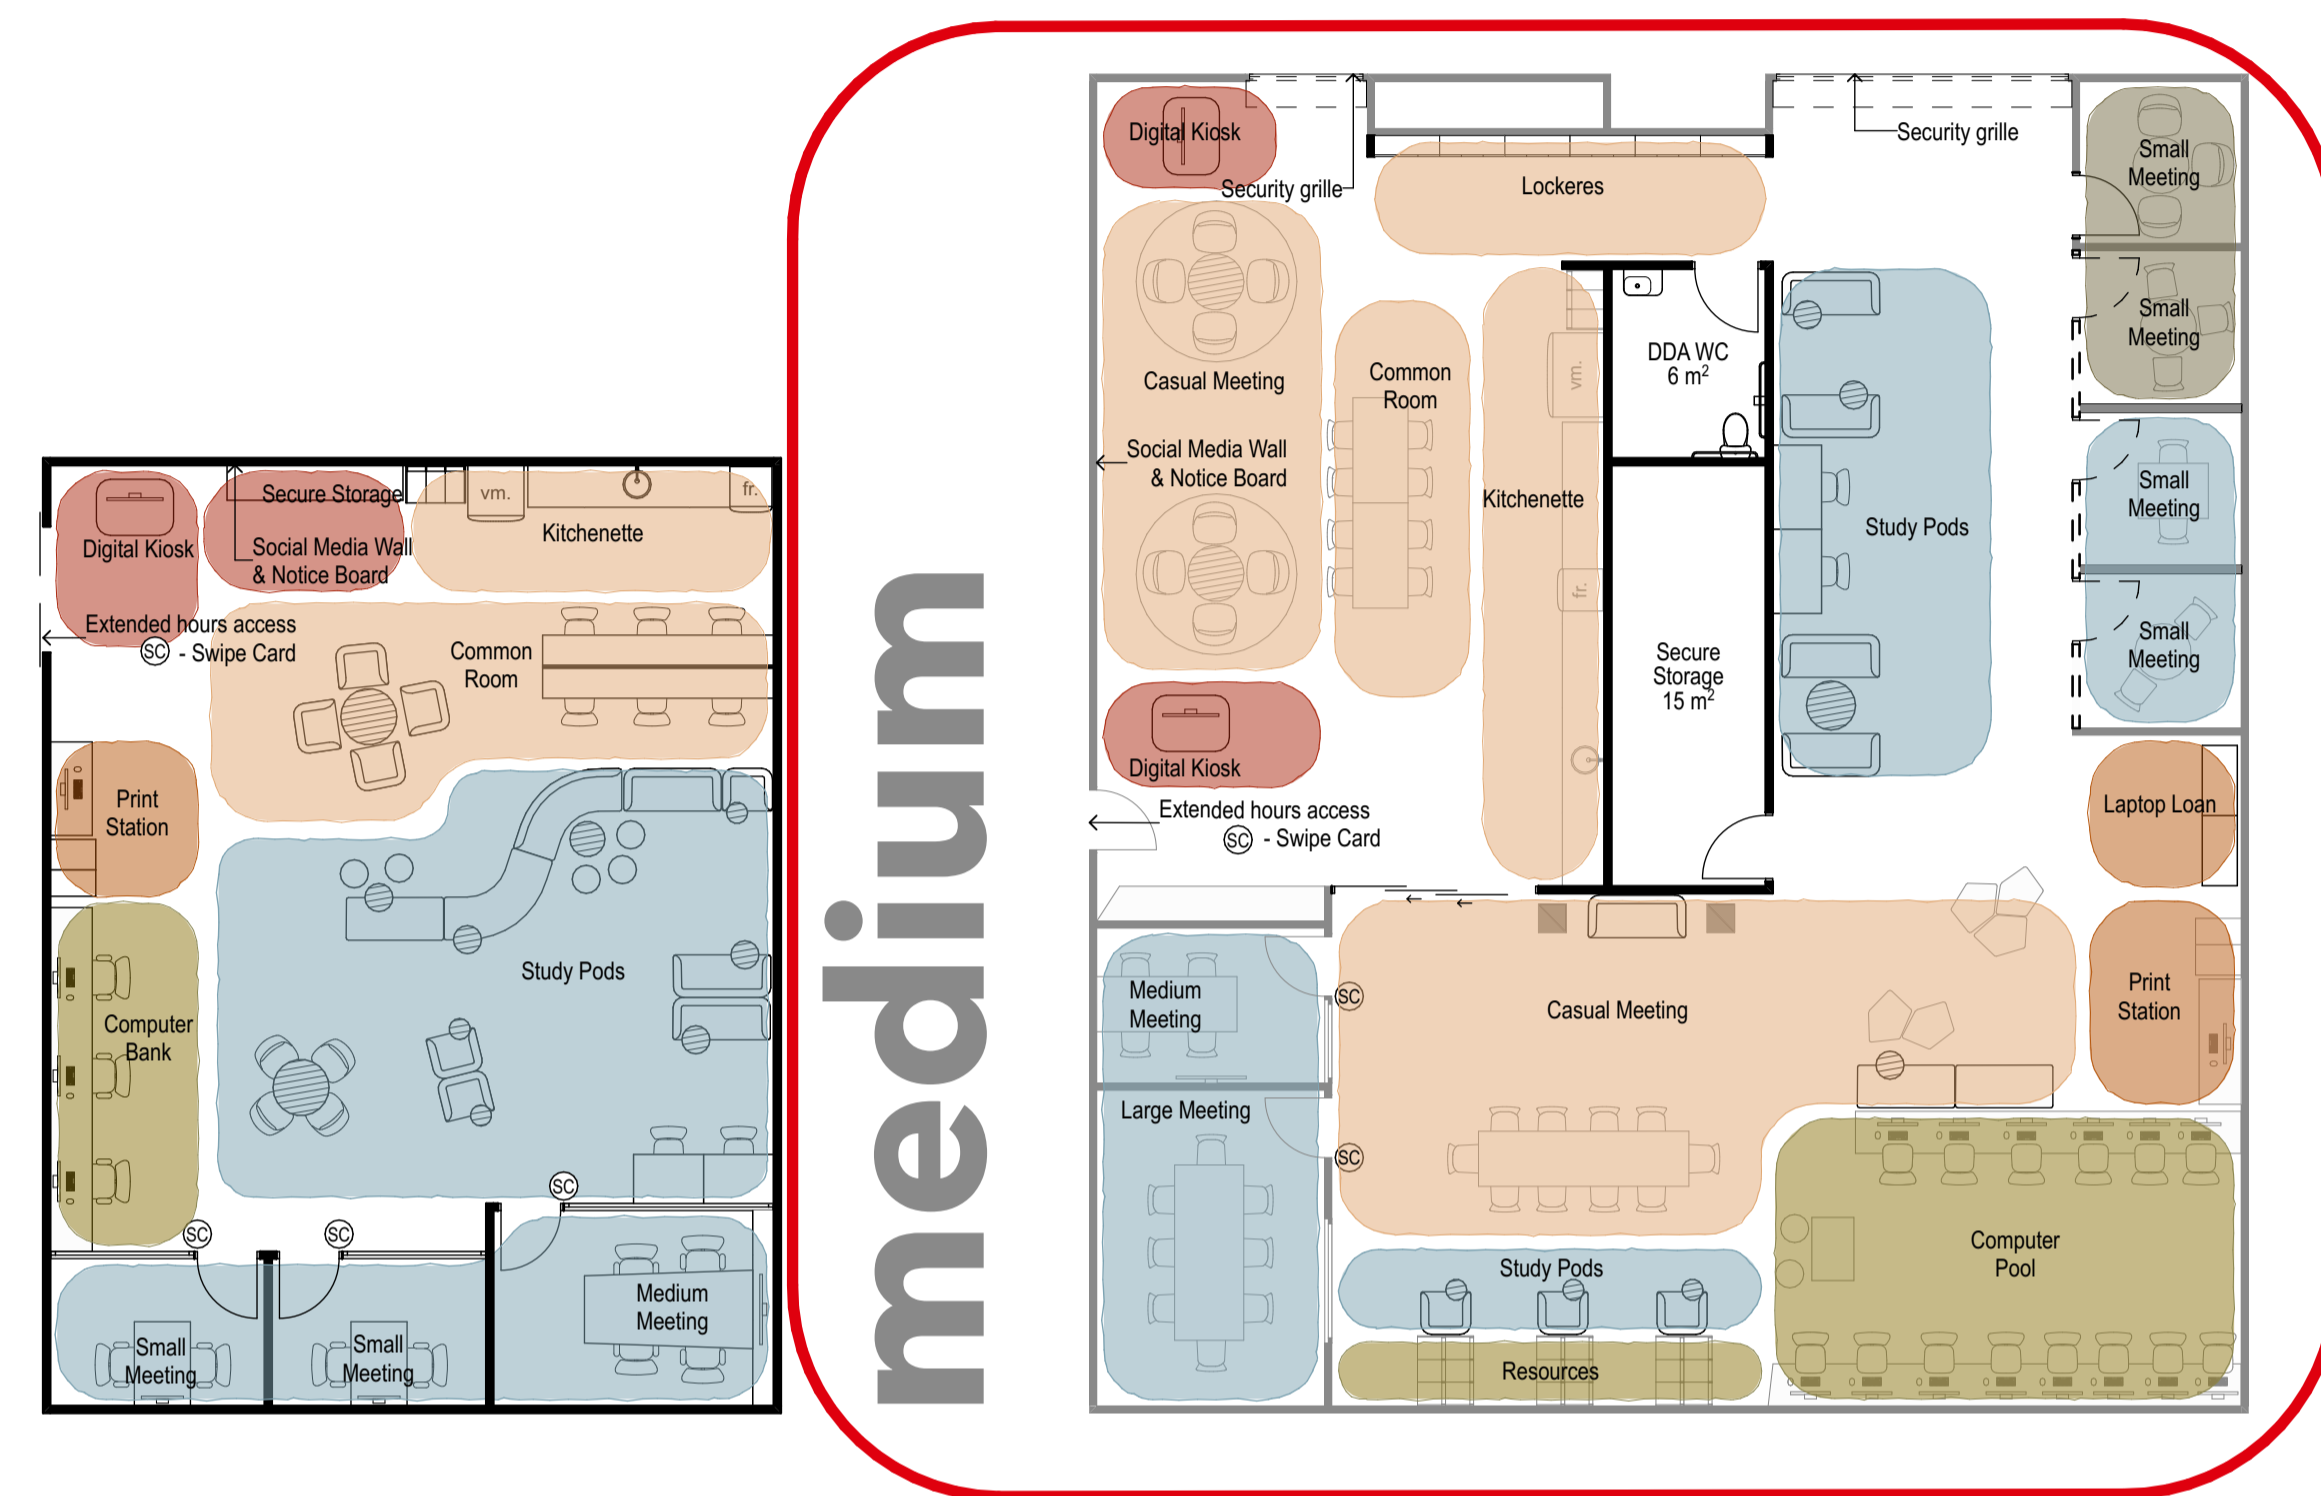 Secure Storage
Digital Kiosk
Social Media Wall
& Notice Board
vm.
fr.
Kitchenette
Extended hours access
SC - Swipe Card
Common
Room
Print
Station
Computer
Bank
Study Pods
SC
SC
SC
Small
Meeting
Small
Meeting
Medium
Meeting
medium
Digital Kiosk
Security grille
Lockeres
Security grille
Small
Meeting
Small
Meeting
Small
Meeting
Small
Meeting
Casual Meeting
Social Media Wall
& Notice Board
Common
Room
vm.
Kitchenette
fr.
DDA WC
6 m²
Secure
Storage
15 m²
Study Pods
Digital Kiosk
Extended hours access
SC - Swipe Card
Laptop Loan
Print
Station
Medium
Meeting
SC
Large Meeting
SC
Casual Meeting
Study Pods
Resources
Computer
Pool